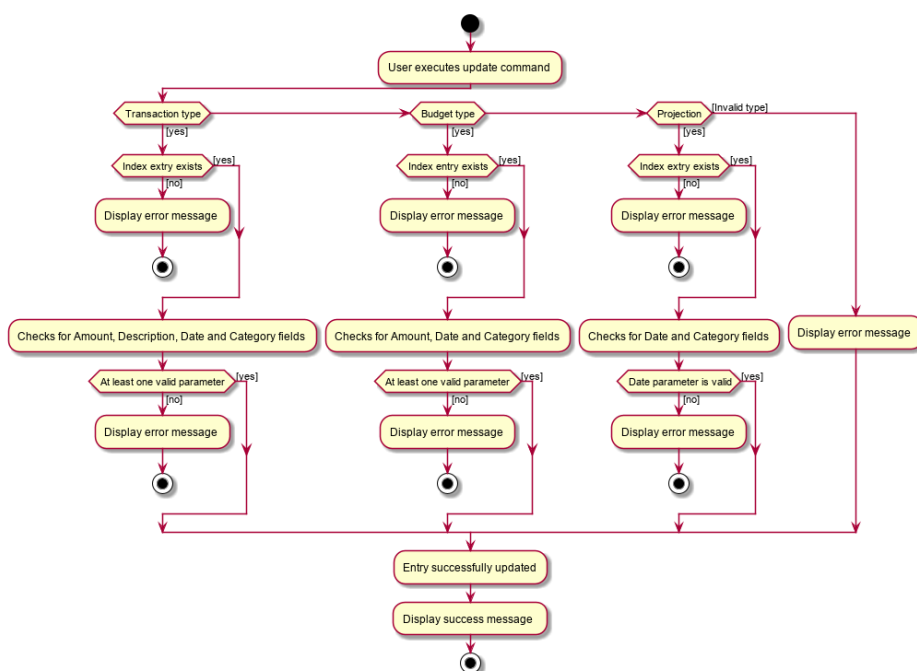 User executes update command
Transaction type
Budget type
Projection
[Invalid type]
[yes]
[yes]
[yes]
Index extry exists
[yes]
Index entry exists
[yes]
Index entry exists
[yes]
[no]
[no]
[no]
Display error message
Display error message
Display error message
Checks for Amount, Description, Date and Category fields
Checks for Amount, Date and Category fields
Checks for Date and Category fields
Display error message
At least one valid parameter
[yes]
At least one valid parameter
[yes]
Date parameter is valid
[yes]
[no]
[no]
[no]
Display error message
Display error message
Display error message
Entry successfully updated
Display success message